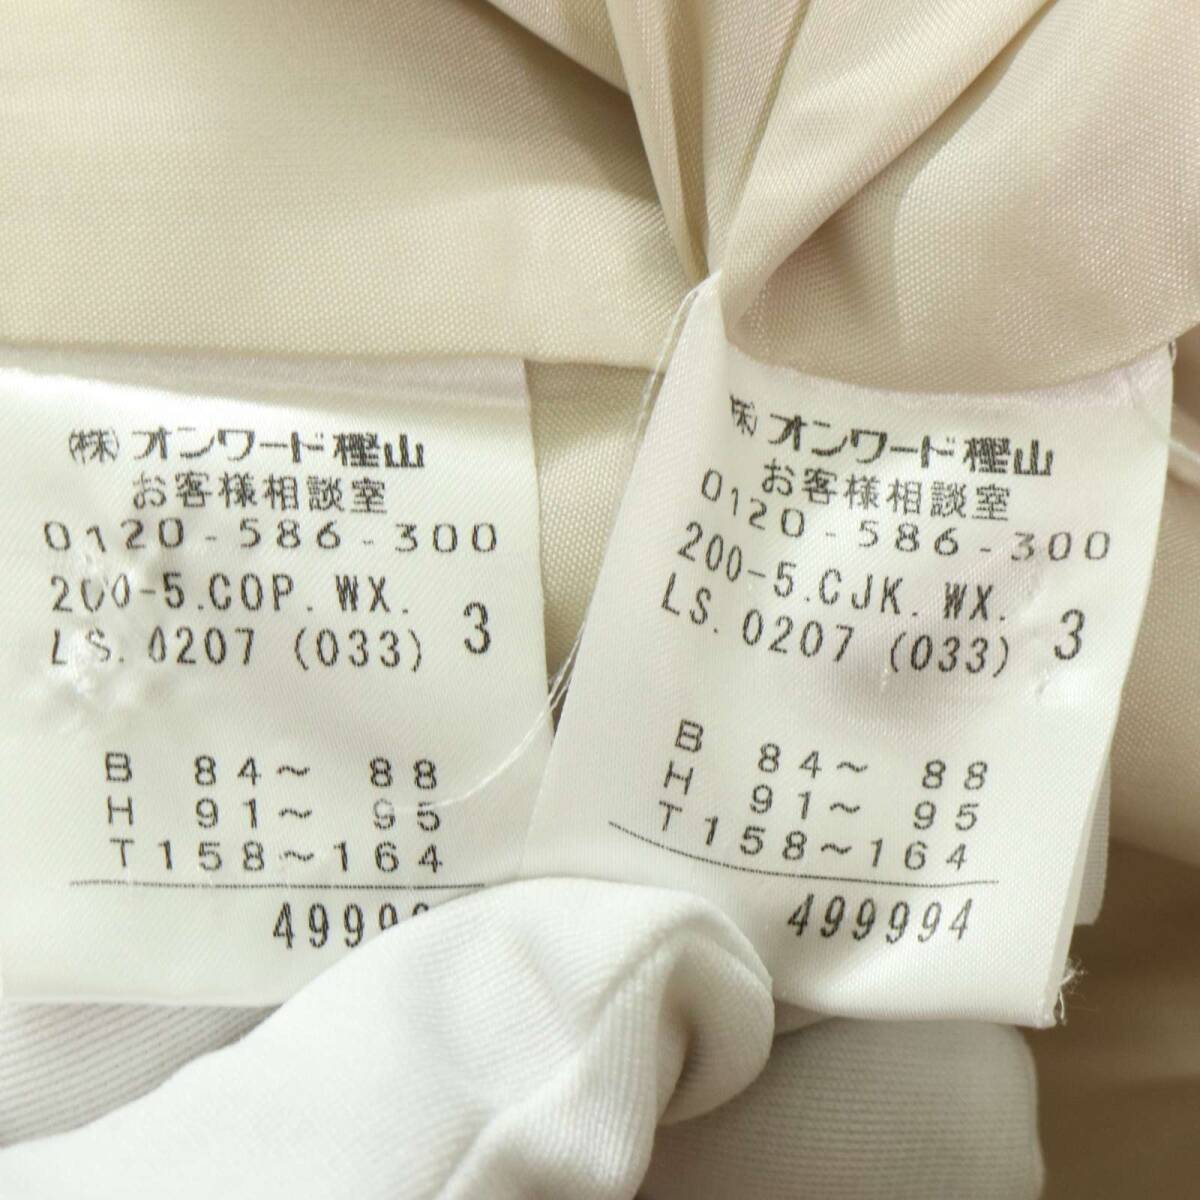 ㈱オンワード樫山
お客様相談室
0120-586-300
200-5.COP.WX.
LS.0207 (033) 3
B 84～ 88
H 91～ 95
T158～164
㈱オンワード樫山
お客様相談室
0120-586-300
200-5.CJK.WX.
LS.0207 (033) 3
B 84～ 88
H 91～ 95
T158～164
499994